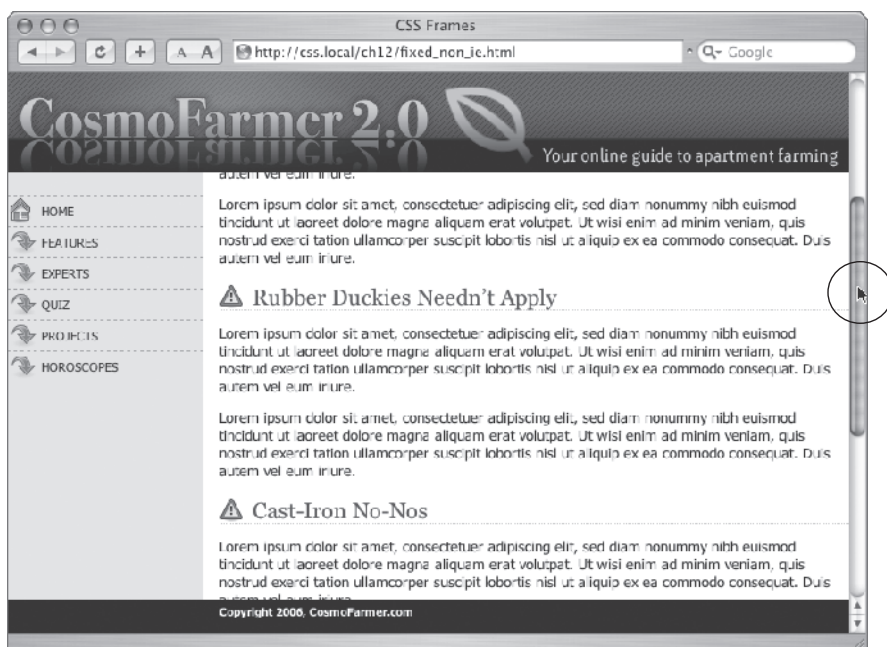 CSS Frames
A A http://css.local/ch12/fixed_non_ie.html Q Google
CosmoFarmer 2.0
Your online guide to apartment farming
autem vel eum iriure.
HOME
FEATURES
EXPERTS
QUIZ
PROJECTS
HOROSCOPES
Lorem ipsum dolor sit amet, consectetuer adipiscing elit, sed diam nonummy nibh euismod
tincidunt ut laoreet dolore magna aliquam erat volutpat. Ut wisi enim ad minim veniam, quis
nostrud exerci tation ullamcorper suscipit lobortis nisl ut aliquip ex ea commodo consequat. Duis
autem vel eum iriure.
Rubber Duckies Needn't Apply
Lorem ipsum dolor sit amet, consectetuer adipiscing elit, sed diam nonummy nibh euismod
tincidunt ut laoreet dolore magna aliquam erat volutpat. Ut wisi enim ad minim veniam, quis
nostrud exerci tation ullamcorper suscipit lobortis nisl ut aliquip ex ea commodo consequat. Duis
autem vel eum iriure.
Lorem ipsum dolor sit amet, consectetuer adipiscing elit, sed diam nonummy nibh euismod
tincidunt ut laoreet dolore magna aliquam erat volutpat. Ut wisi enim ad minim veniam, quis
nostrud exerci tation ullamcorper suscipit lobortis nisl ut aliquip ex ea commodo consequat. Duis
autem vel eum iriure.
Cast-Iron No-Nos
Lorem ipsum dolor sit amet, consectetuer adipiscing elit, sed diam nonummy nibh euismod
tincidunt ut laoreet dolore magna aliquam erat volutpat. Ut wisi enim ad minim veniam, quis
nostrud exerci tation ullamcorper suscipit lobortis nisl ut aliquip ex ea commodo consequat. Duis
autem vel eum iriure.
Copyright 2006, CosmoFarmer.com